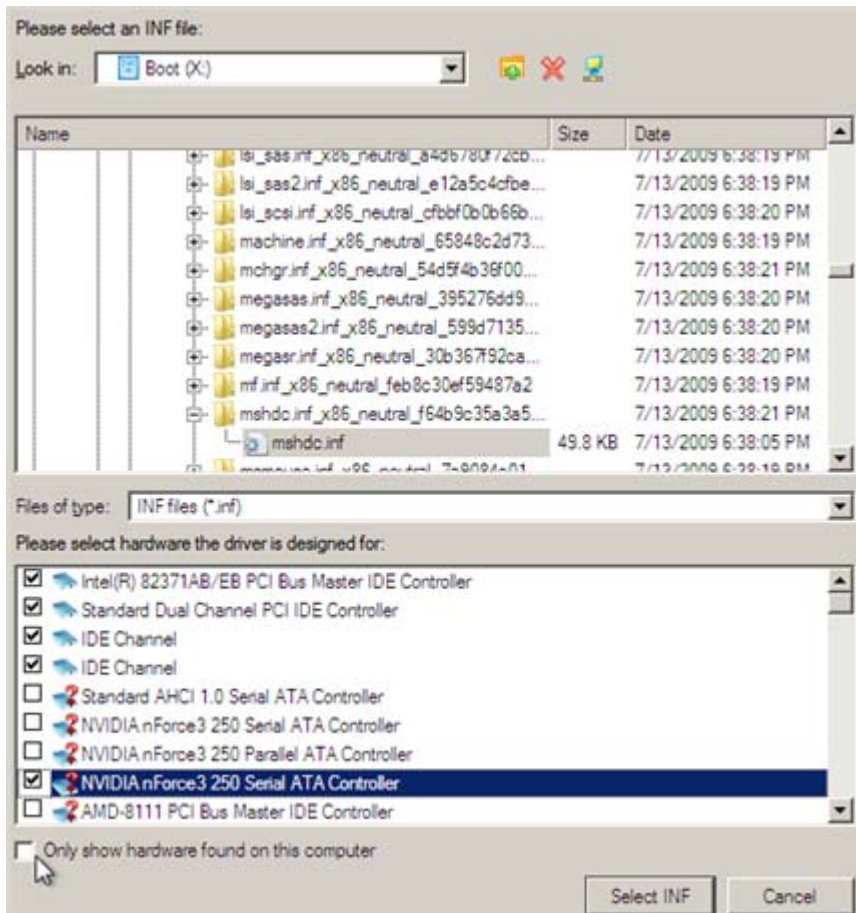 Please select an INF file:
Look in: Boot (X:)
Name Size Date
lsi_sas.inf_x86_neutral_a4d6780f72cb... 7/13/2009 6:38:19 PM
lsi_sas2.inf_x86_neutral_e12a5c4cfbe... 7/13/2009 6:38:19 PM
lsi_scsi.inf_x86_neutral_cfbbf0b0b66b... 7/13/2009 6:38:20 PM
machine.inf_x86_neutral_65848c2d73... 7/13/2009 6:38:19 PM
mchgr.inf_x86_neutral_54d5f4b36f00... 7/13/2009 6:38:21 PM
megasas.inf_x86_neutral_395276dd9... 7/13/2009 6:38:20 PM
megasas2.inf_x86_neutral_599d7135... 7/13/2009 6:38:20 PM
megasr.inf_x86_neutral_30b367f92ca... 7/13/2009 6:38:20 PM
mf.inf_x86_neutral_feb8c30ef59487a2 7/13/2009 6:38:19 PM
mshdc.inf_x86_neutral_f64b9c35a3a5... 7/13/2009 6:38:21 PM
mshdc.inf 49.8 KB 7/13/2009 6:38:05 PM
7/13/2009 6:38:19 PM
Files of type: INF files (*.inf)
Please select hardware the driver is designed for:
Intel(R) 82371AB/EB PCI Bus Master IDE Controller
Standard Dual Channel PCI IDE Controller
IDE Channel
IDE Channel
Standard AHCI 1.0 Serial ATA Controller
NVIDIA nForce3 250 Serial ATA Controller
NVIDIA nForce3 250 Parallel ATA Controller
NVIDIA nForce3 250 Serial ATA Controller
AMD-8111 PCI Bus Master IDE Controller
Only show hardware found on this computer
Select INF Cancel